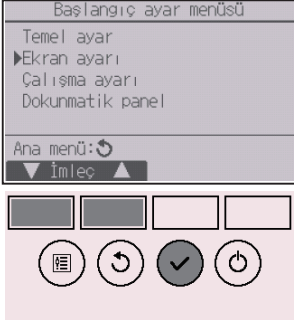 Başlangıç ayar menüsü
Temel ayar
▶Ekran ayarı
Çalışma ayarı
Dokunmatik panel
Ana menü:
▼ İmleç ▲